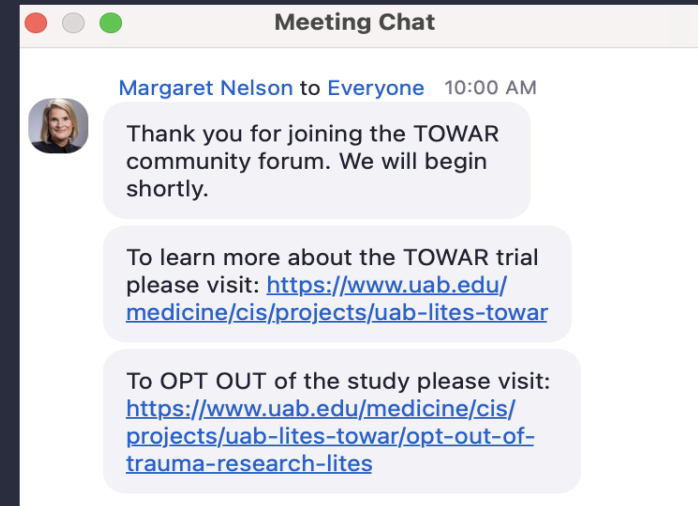 Meeting Chat
Margaret Nelson to Everyone 10:00 AM
Thank you for joining the TOWAR
community forum. We will begin
shortly.
To learn more about the TOWAR trial
please visit: https://www.uab.edu/
medicine/cis/projects/uab-lites-towar
To OPT OUT of the study please visit:
https://www.uab.edu/medicine/cis/
projects/uab-lites-towar/opt-out-of-
trauma-research-lites